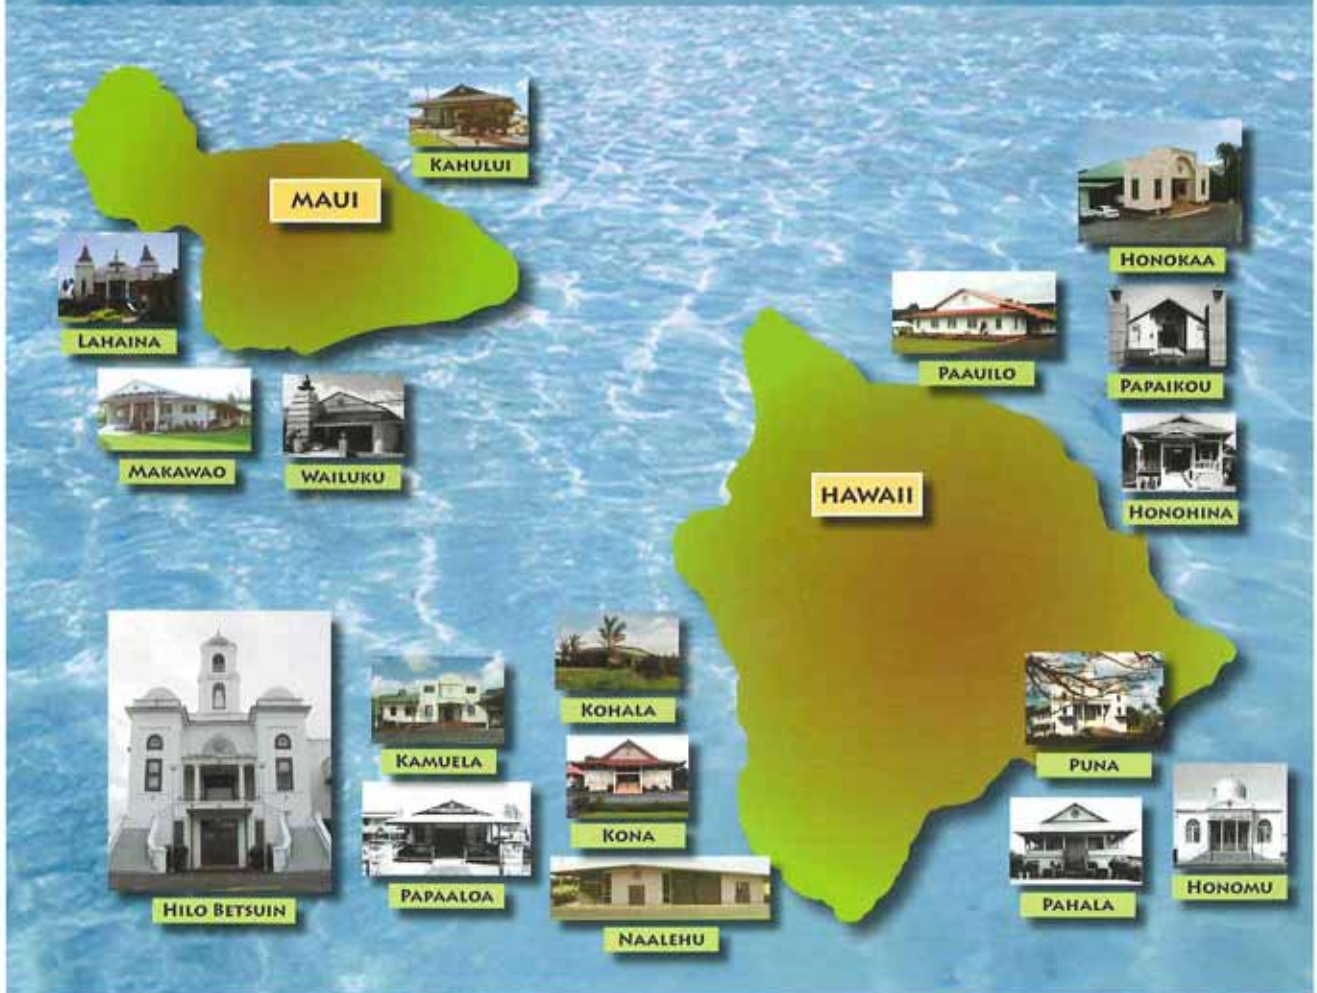 KAHULUI
MAUI
LAHAINA
MAKAWAO
WAILUKU
HONOKAA
PAAUILO
PAPAIKOU
HONOHINA
HAWAII
HILO BETSUIN
KAMUELA
PAPAALOA
KOHALA
KONA
NAALEHU
PUNA
PAHALA
HONOMU